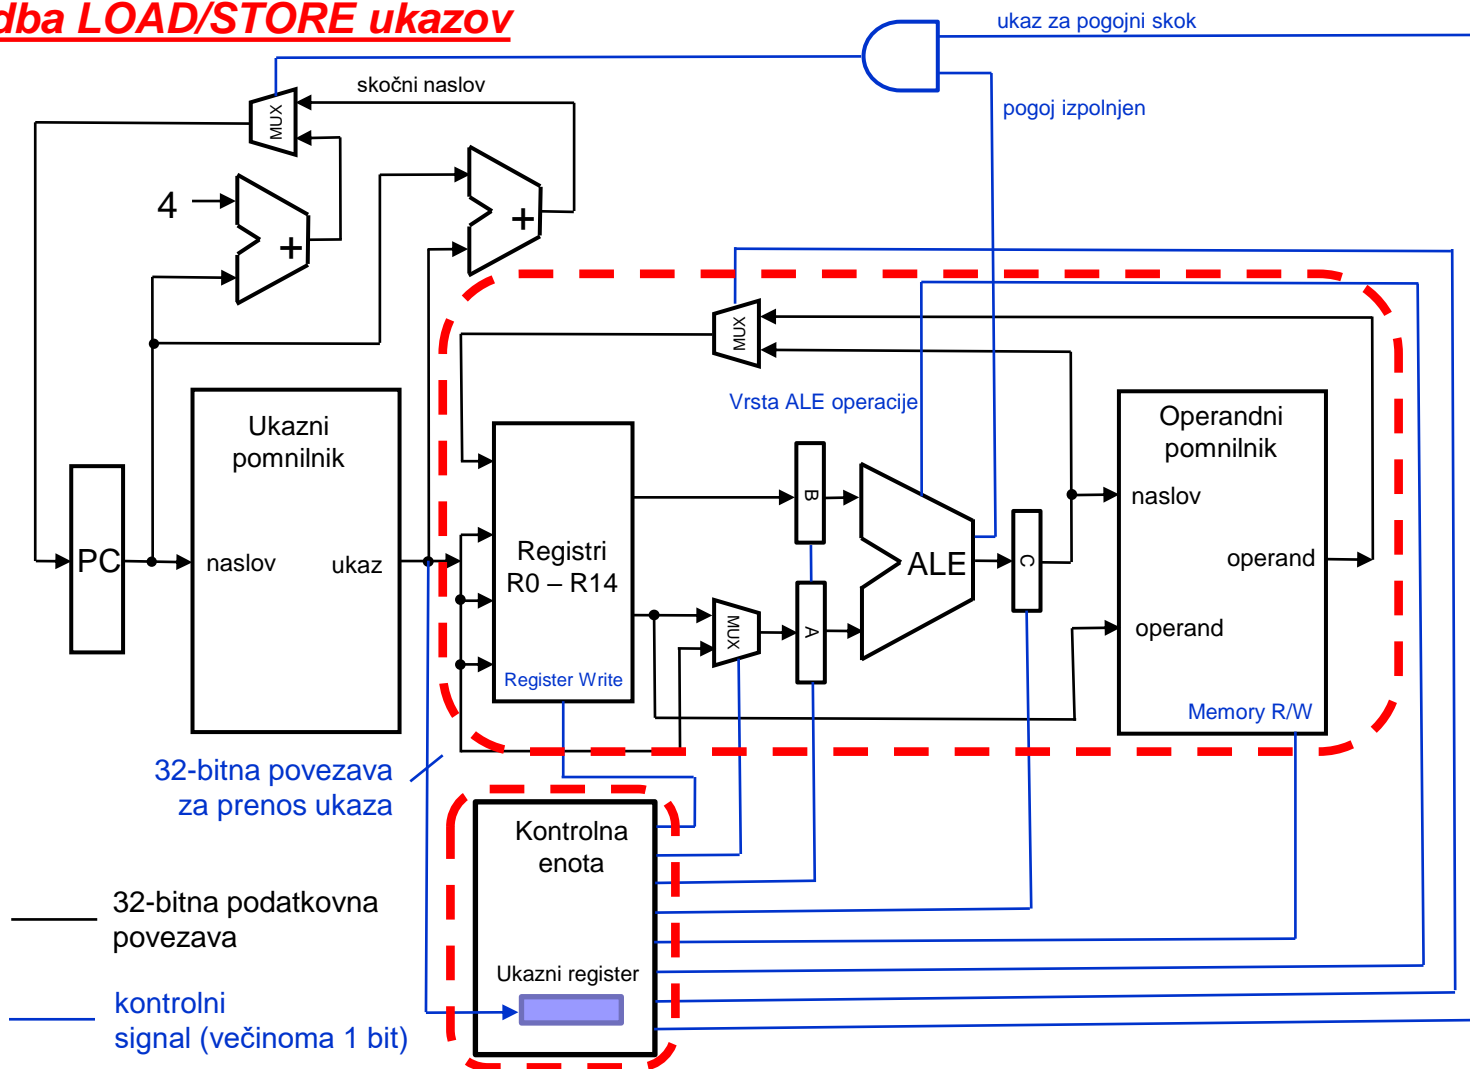 dba LOAD/STORE ukazov
ukaz za pogojni skok
skočni naslov
MUX
pogoj izpolnjen
4
+
+
MUX
Vrsta ALE operacije
Ukazni
pomnilnik
Operandni
pomnilnik
B
naslov
PC
naslov
ukaz
Registri
R0 – R14
ALE
C
operand
MUX
A
operand
Register Write
Memory R/W
32-bitna povezava
za prenos ukaza
Kontrolna
enota
32-bitna podatkovna
povezava
Ukazni register
kontrolni
signal (večinoma 1 bit)